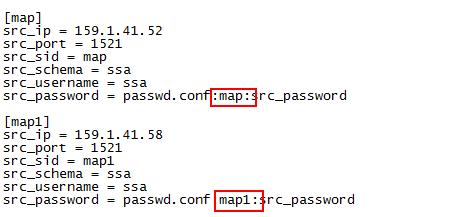 [map]
src_ip = 159.1.41.52
src_port = 1521
src_sid = map
src_schema = ssa
src_username = ssa
src_password = passwd.conf:map:src_password
[map1]
src_ip = 159.1.41.58
src_port = 1521
src_sid = map1
src_schema = ssa
src_username = ssa
src_password = passwd.conf map1:src_password